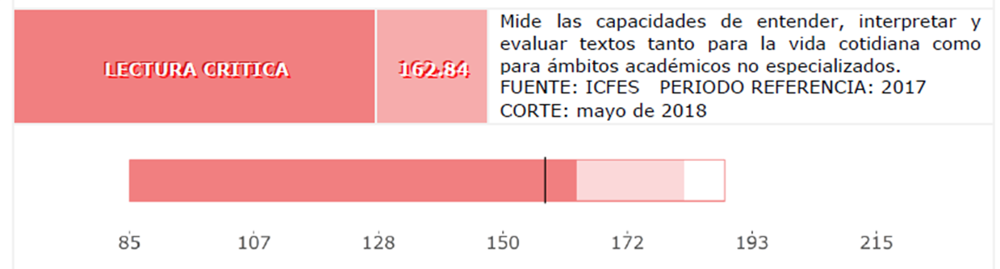 LECTURA CRITICA
162.84
Mide las capacidades de entender, interpretar y
evaluar textos tanto para la vida cotidiana como
para ámbitos académicos no especializados.
FUENTE: ICFES PERIODO REFERENCIA: 2017
CORTE: mayo de 2018
85 107 128 150 172 193 215